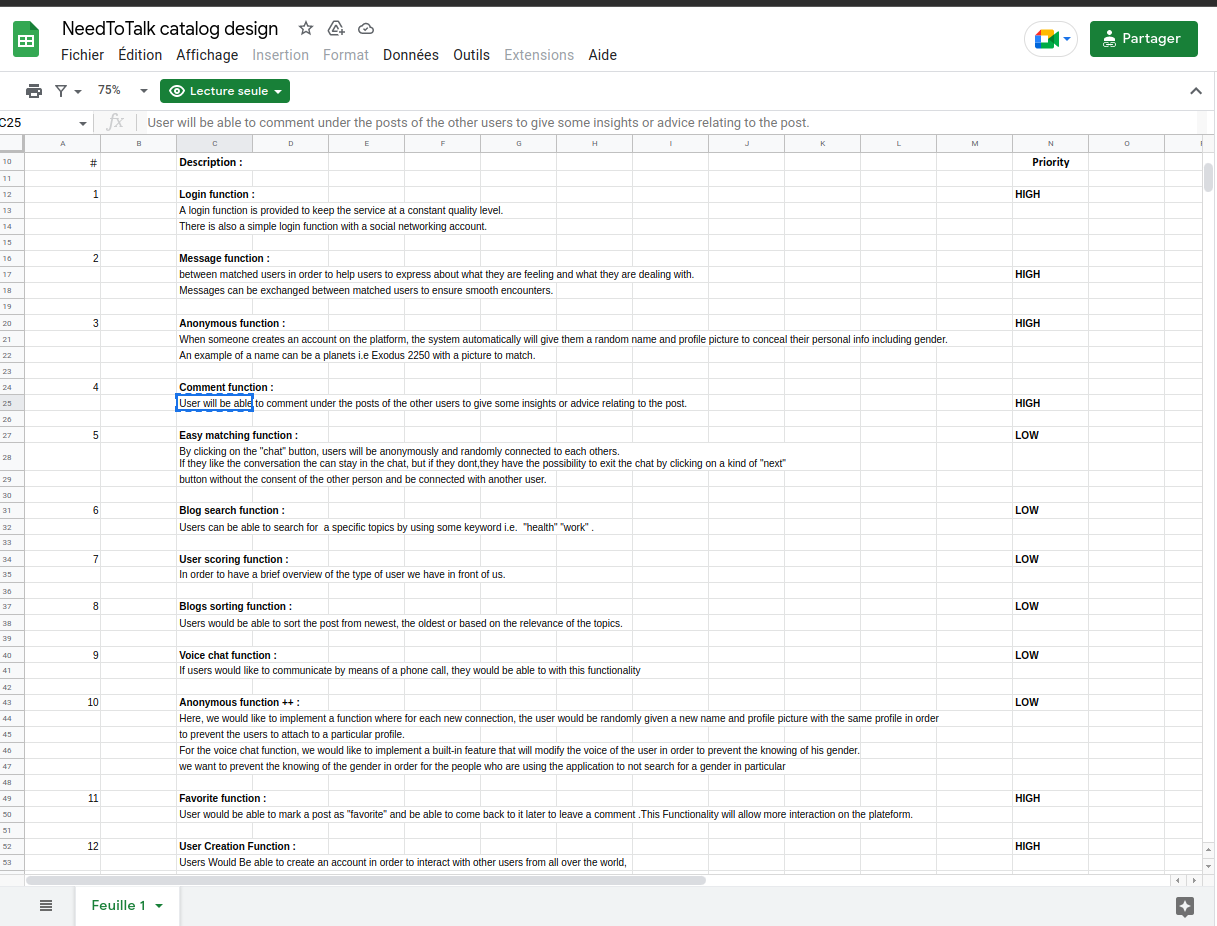 NeedToTalk catalog design
Fichier Édition Affichage Insertion Format Données Outils Extensions Aide
Partager
75% Lecture seule
C25 fx User will be able to comment under the posts of the other users to give some insights or advice relating to the post.
A B C D E F G H I J K L M N O
10 # Description : Priority
11
12 1 Login function : HIGH
13 A login function is provided to keep the service at a constant quality level.
14 There is also a simple login function with a social networking account.
15
16 2 Message function :
17 between matched users in order to help users to express about what they are feeling and what they are dealing with. HIGH
18 Messages can be exchanged between matched users to ensure smooth encounters.
19
20 3 Anonymous function : HIGH
21 When someone creates an account on the platform, the system automatically will give them a random name and profile picture to conceal their personal info including gender.
22 An example of a name can be a planets i.e Exodus 2250 with a picture to match.
23
24 4 Comment function :
25 User will be able to comment under the posts of the other users to give some insights or advice relating to the post. HIGH
26
27 5 Easy matching function : LOW
By clicking on the "chat" button, users will be anonymously and randomly connected to each others.
28 If they like the conversation the can stay in the chat, but if they dont,they have the possibility to exit the chat by clicking on a kind of "next"
29 button without the consent of the other person and be connected with another user.
30
31 6 Blog search function : LOW
32 Users can be able to search for  a specific topics by using some keyword i.e.  "health" "work" .
33
34 7 User scoring function : LOW
35 In order to have a brief overview of the type of user we have in front of us.
36
37 8 Blogs sorting function : LOW
38 Users would be able to sort the post from newest, the oldest or based on the relevance of the topics.
39
40 9 Voice chat function : LOW
41 If users would like to communicate by means of a phone call, they would be able to with this functionality
42
43 10 Anonymous function ++ : LOW
44 Here, we would like to implement a function where for each new connection, the user would be randomly given a new name and profile picture with the same profile in order
45 to prevent the users to attach to a particular profile.
46 For the voice chat function, we would like to implement a built-in feature that will modify the voice of the user in order to prevent the knowing of his gender.
47 we want to prevent the knowing of the gender in order for the people who are using the application to not search for a gender in particular
48
49 11 Favorite function : HIGH
50 User would be able to mark a post as "favorite" and be able to come back to it later to leave a comment .This Functionality will allow more interaction on the plateform.
51
52 12 User Creation Function : HIGH
53 Users Would Be able to create an account in order to interact with other users from all over the world,
Feuille 1